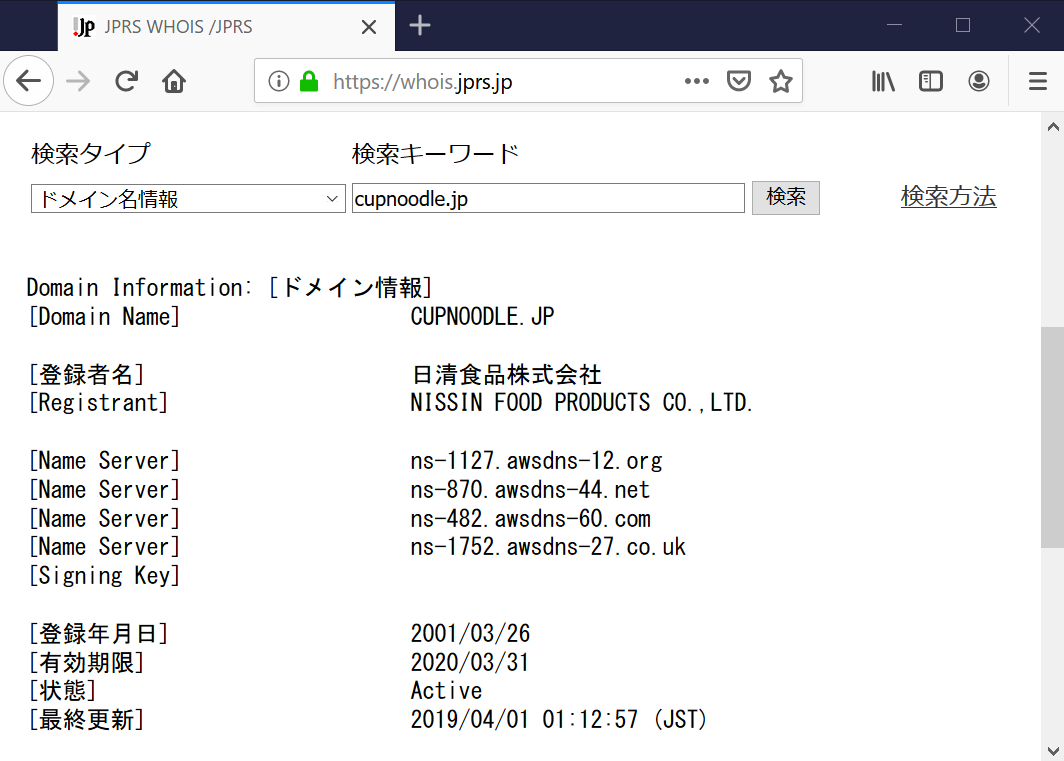 JPRS WHOIS /JPRS
https://whois.jprs.jp
検索タイプ 検索キーワード
ドメイン名情報 cupnoodle.jp 検索 検索方法
Domain Information: [ドメイン情報]
[Domain Name] CUPNOODLE.JP
[登録者名] 日清食品株式会社
[Registrant] NISSIN FOOD PRODUCTS CO.,LTD.
[Name Server] ns-1127.awsdns-12.org
[Name Server] ns-870.awsdns-44.net
[Name Server] ns-482.awsdns-60.com
[Name Server] ns-1752.awsdns-27.co.uk
[Signing Key]
[登録年月日] 2001/03/26
[有効期限] 2020/03/31
[状態] Active
[最終更新] 2019/04/01 01:12:57 (JST)